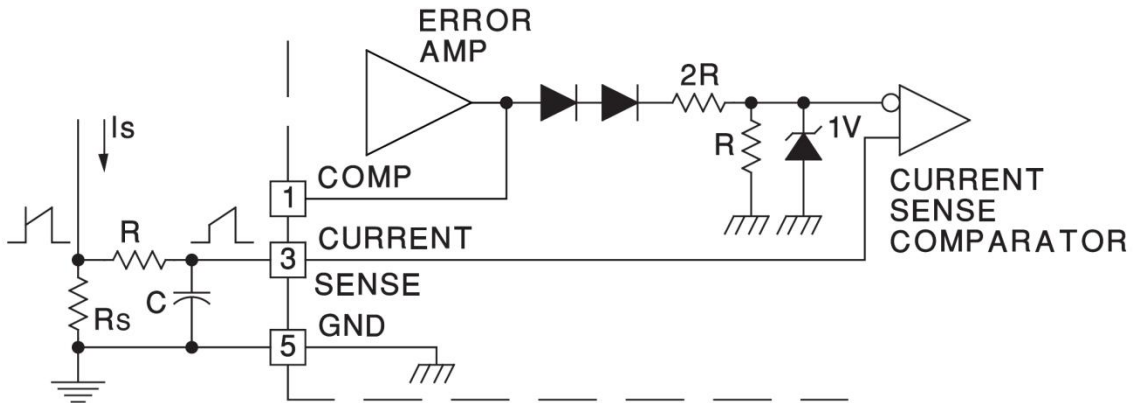 ERROR
AMP
2R
1V
R
Is
1
COMP
CURRENT
SENSE
COMPARATOR
R
3
CURRENT
SENSE
C
Rs
5
GND